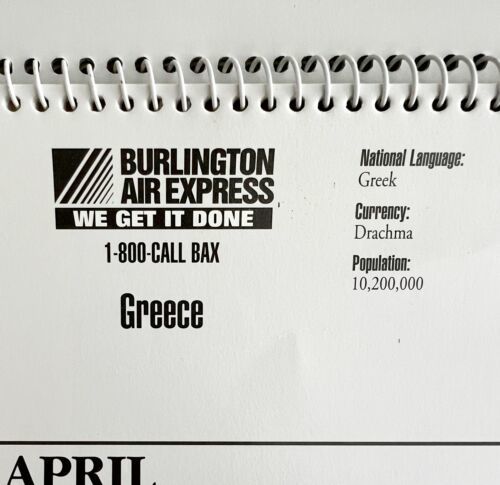 BURLINGTON
AIR EXPRESS
WE GET IT DONE
1-800-CALL BAX
Greece
National Language:
Greek
Currency:
Drachma
Population:
10,200,000
APRIL